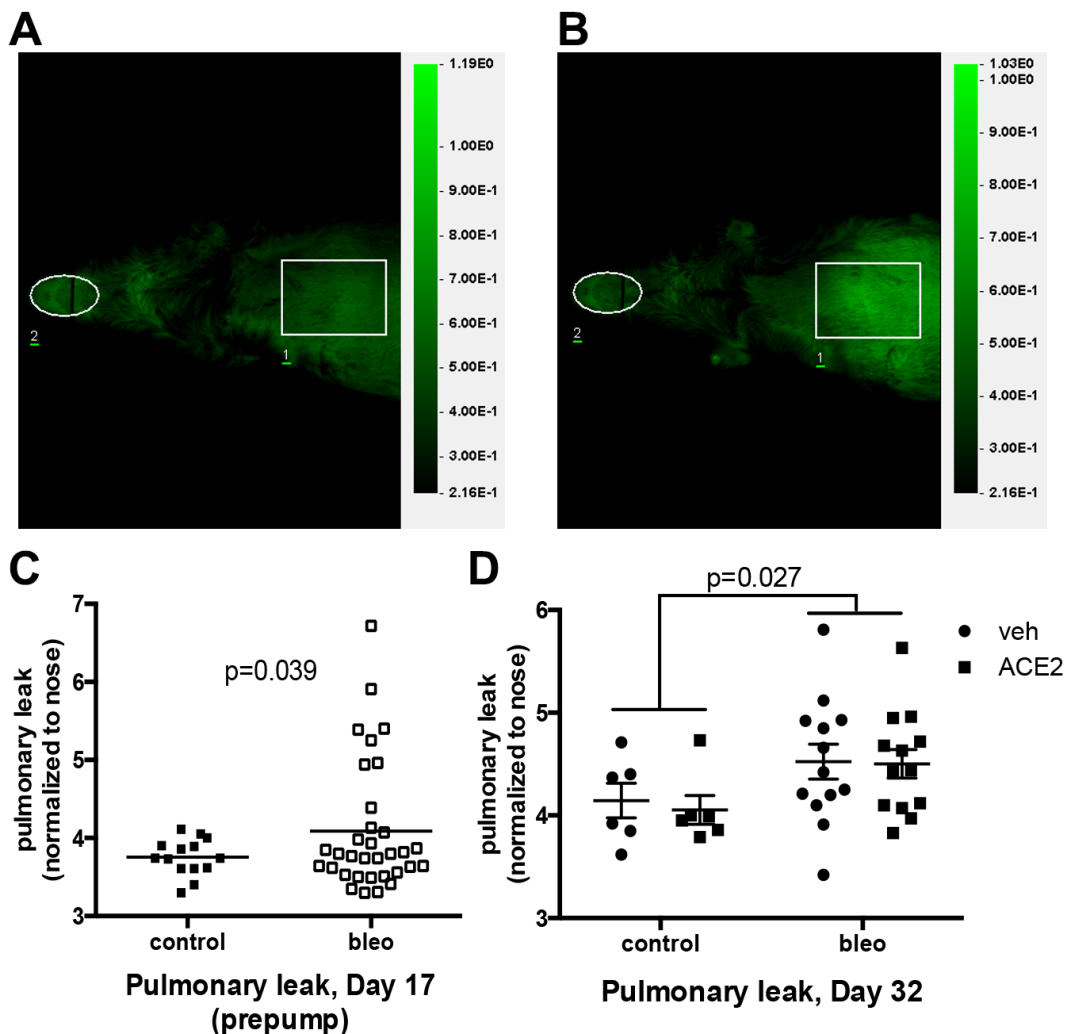 A
B
1.19E0
1.00E0
9.00E-1
8.00E-1
7.00E-1
6.00E-1
5.00E-1
4.00E-1
3.00E-1
2.16E-1
2
1
1.03E0
1.00E0
9.00E-1
8.00E-1
7.00E-1
6.00E-1
5.00E-1
4.00E-1
3.00E-1
2.16E-1
2
1
C
pulmonary leak
(normalized to nose)
7
6
5
4
3
p=0.039
control
bleo
Pulmonary leak, Day 17
(prepump)
D
pulmonary leak
(normalized to nose)
6
5
4
3
p=0.027
veh
ACE2
control
bleo
Pulmonary leak, Day 32